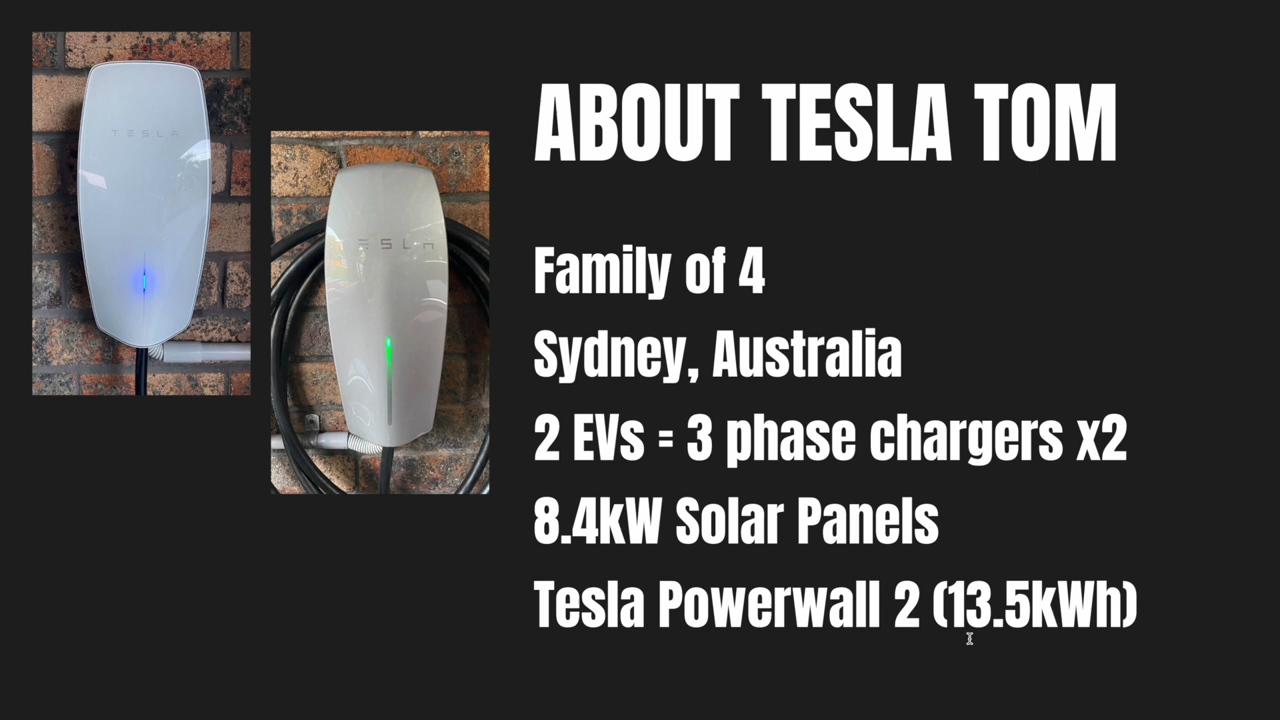 TESLA
TESLA
ABOUT TESLA TOM
Family of 4
Sydney, Australia
2 EVs = 3 phase chargers x2
8.4kW Solar Panels
Tesla Powerwall 2 (13.5kWh)